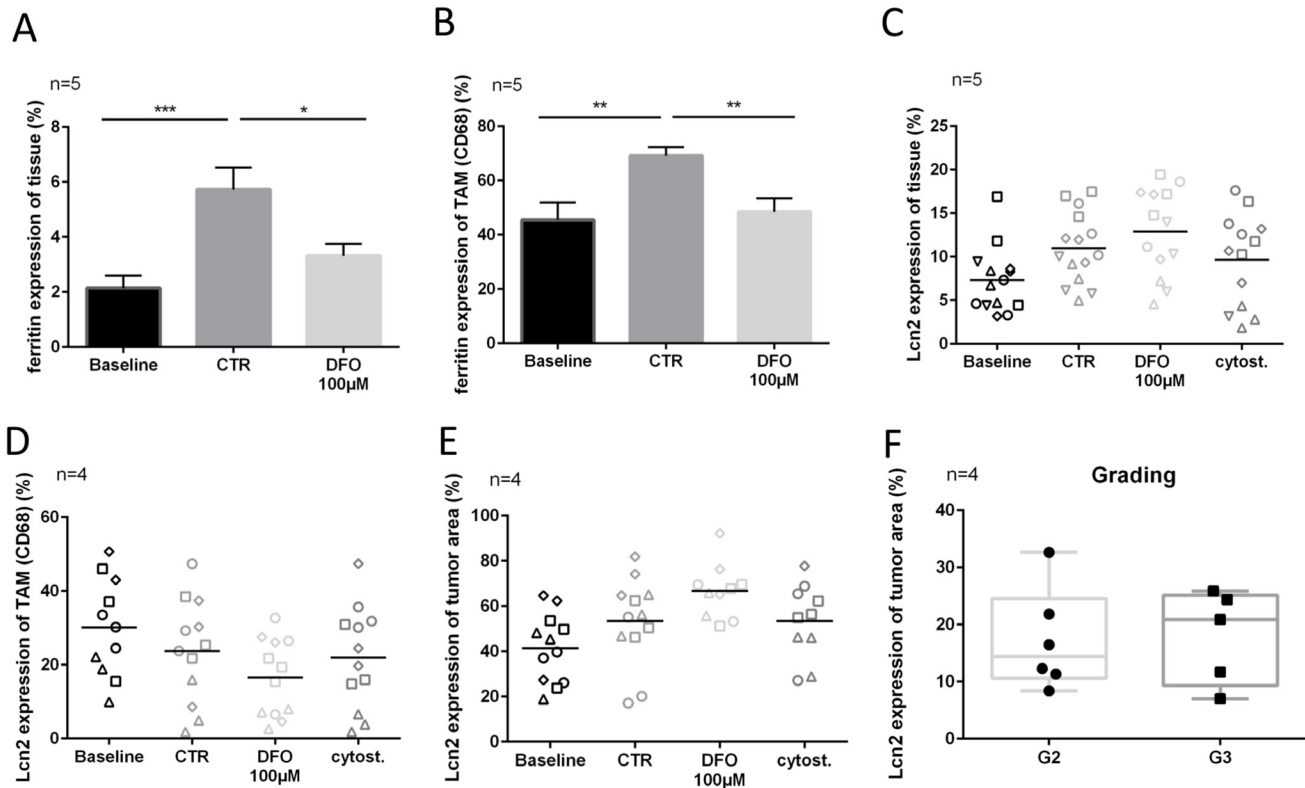 A
n=5
ferritin expression of tissue (%)
8
6
4
2
0
***
*
Baseline
CTR
DFO
100μM
B
n=5
ferritin expression of TAM (CD68) (%)
80
60
40
20
0
**
**
Baseline
CTR
DFO
100μM
C
n=5
Lcn2 expression of tissue (%)
25
20
15
10
5
0
Baseline
CTR
DFO
100μM
cytost.
D
n=4
Lcn2 expression of TAM (CD68) (%)
60
40
20
0
Baseline
CTR
DFO
100μM
cytost.
E
n=4
Lcn2 expression of tumor area (%)
100
80
60
40
20
0
Baseline
CTR
DFO
100μM
cytost.
F
n=4
Grading
Lcn2 expression of tumor area (%)
40
30
20
10
0
G2
G3